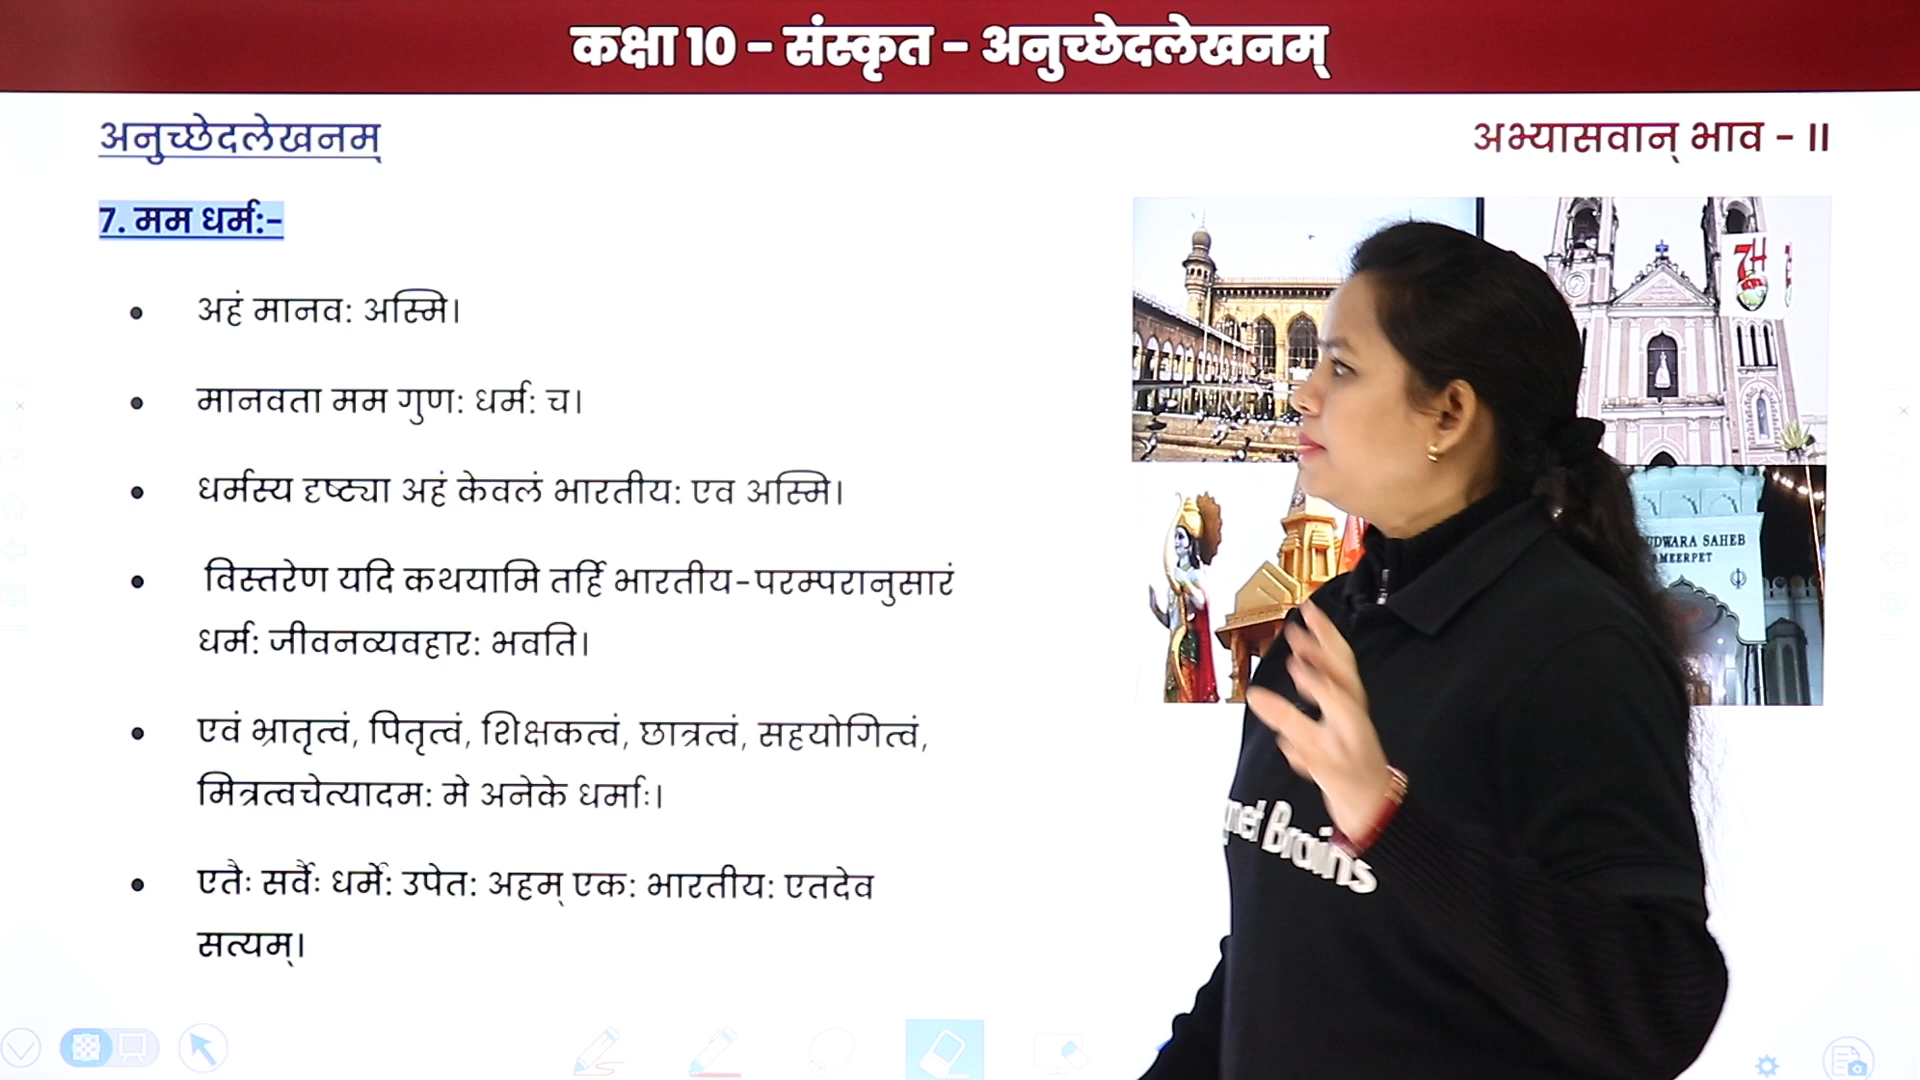 कक्षा 10 - संस्कृत - अनुच्छेदलेखनम्
अनुच्छेदलेखनम्
अभ्यासवान् भाव - II
7. मम धर्म:-
अहं मानव: अस्मि।
मानवता मम गुण: धर्म: च।
धर्मस्य दृष्ट्या अहं केवलं भारतीय: एव अस्मि।
विस्तरेण यदि कथयामि तर्हि भारतीय-परम्परानुसारं
धर्म: जीवनव्यवहार: भवति।
एवं भ्रातृत्वं, पितृत्वं, शिक्षकत्वं, छात्रत्वं, सहयोगित्वं,
मित्रत्वचेत्यादम: मे अनेके धर्माः।
एतैः सर्वैः धर्मे: उपेत: अहम् एक: भारतीय: एतदेव
सत्यम्।
SAHEB
Brains